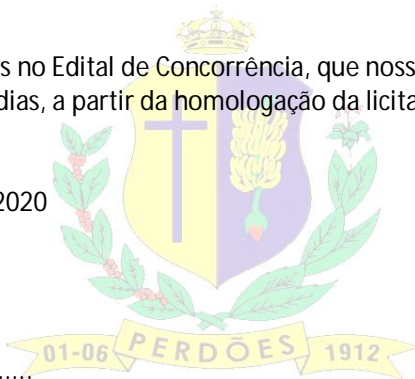 s no Edital de Concorrência, que noss
dias, a partir da homologação da licita
2020
01-06 PERDÕES 1912
.....